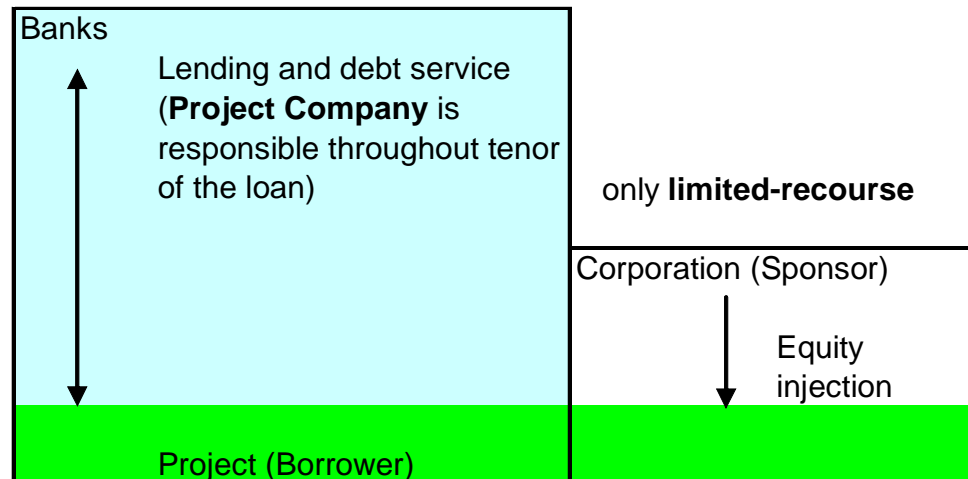 Banks
Lending and debt service
(Project Company is
responsible throughout tenor
of the loan)
only limited-recourse
Corporation (Sponsor)
Equity
injection
Project (Borrower)